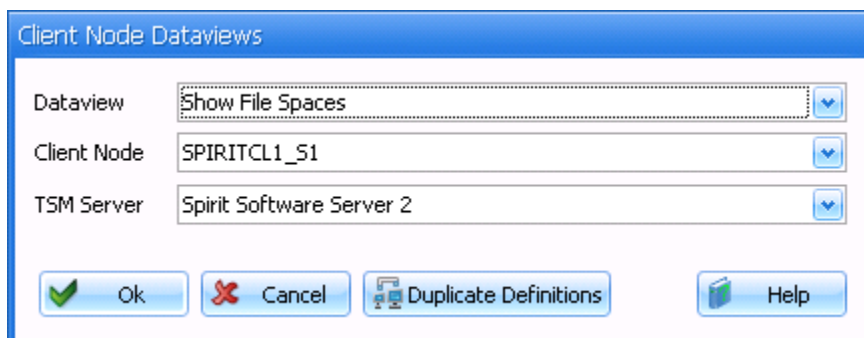 Client Node Dataviews
Dataview Show File Spaces
Client Node SPIRITCL1_S1
TSM Server Spirit Software Server 2
Ok Cancel Duplicate Definitions Help